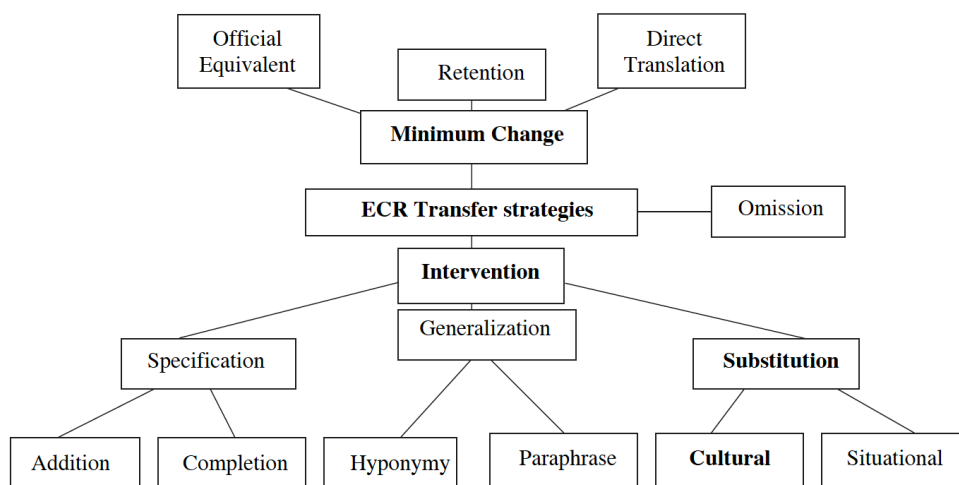 Official
Equivalent
Retention
Direct
Translation
Minimum Change
ECR Transfer strategies
Omission
Intervention
Generalization
Specification
Substitution
Addition
Completion
Hyponymy
Paraphrase
Cultural
Situational